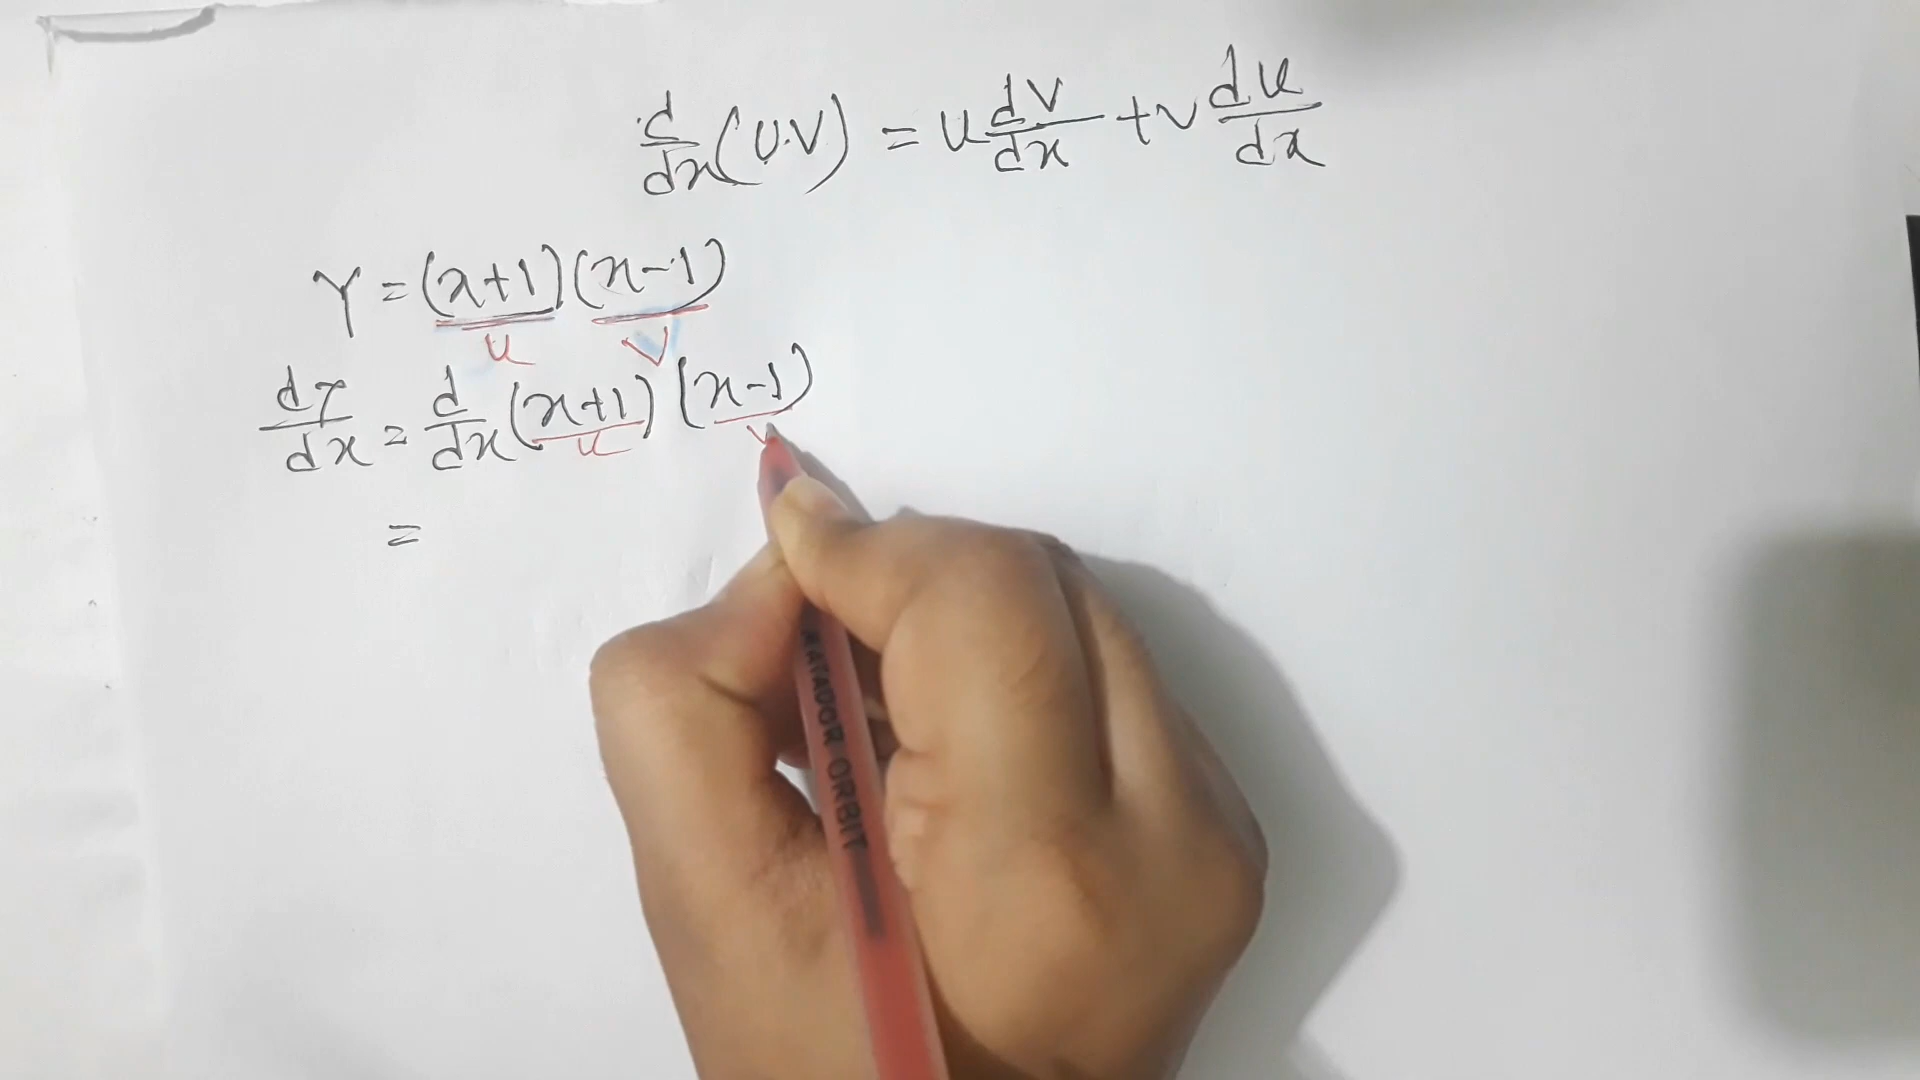 d/dx (U.V) = u dv/dx + v du/dx
Y = (x+1)(x-1)
u V
dy/dx = d/dx (x+1) (x-1)
u v
=
MATADOR ORBIT